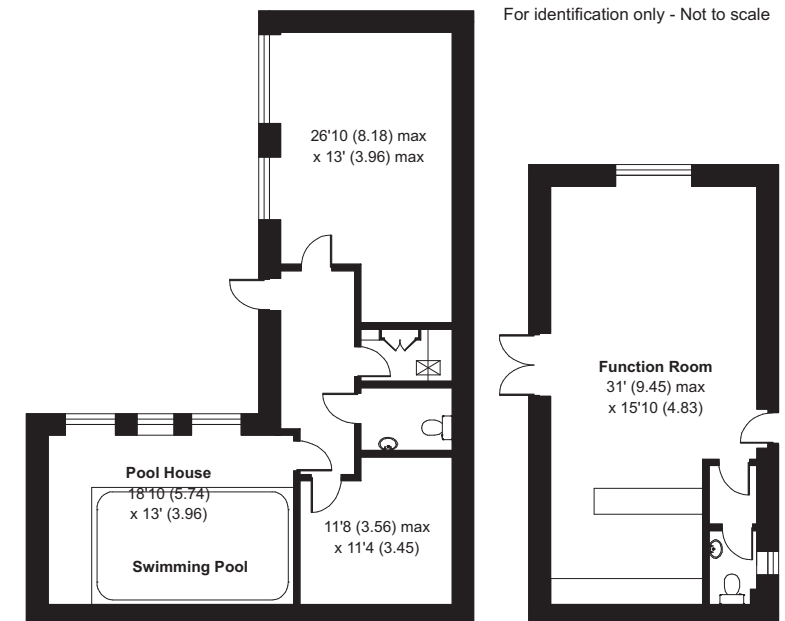 For identification only - Not to scale
26'10 (8.18) max
x 13' (3.96) max
Function Room
31' (9.45) max
x 15'10 (4.83)
Pool House
18'10 (5.74)
x 13' (3.96)
Swimming Pool
11'8 (3.56) max
x 11'4 (3.45)